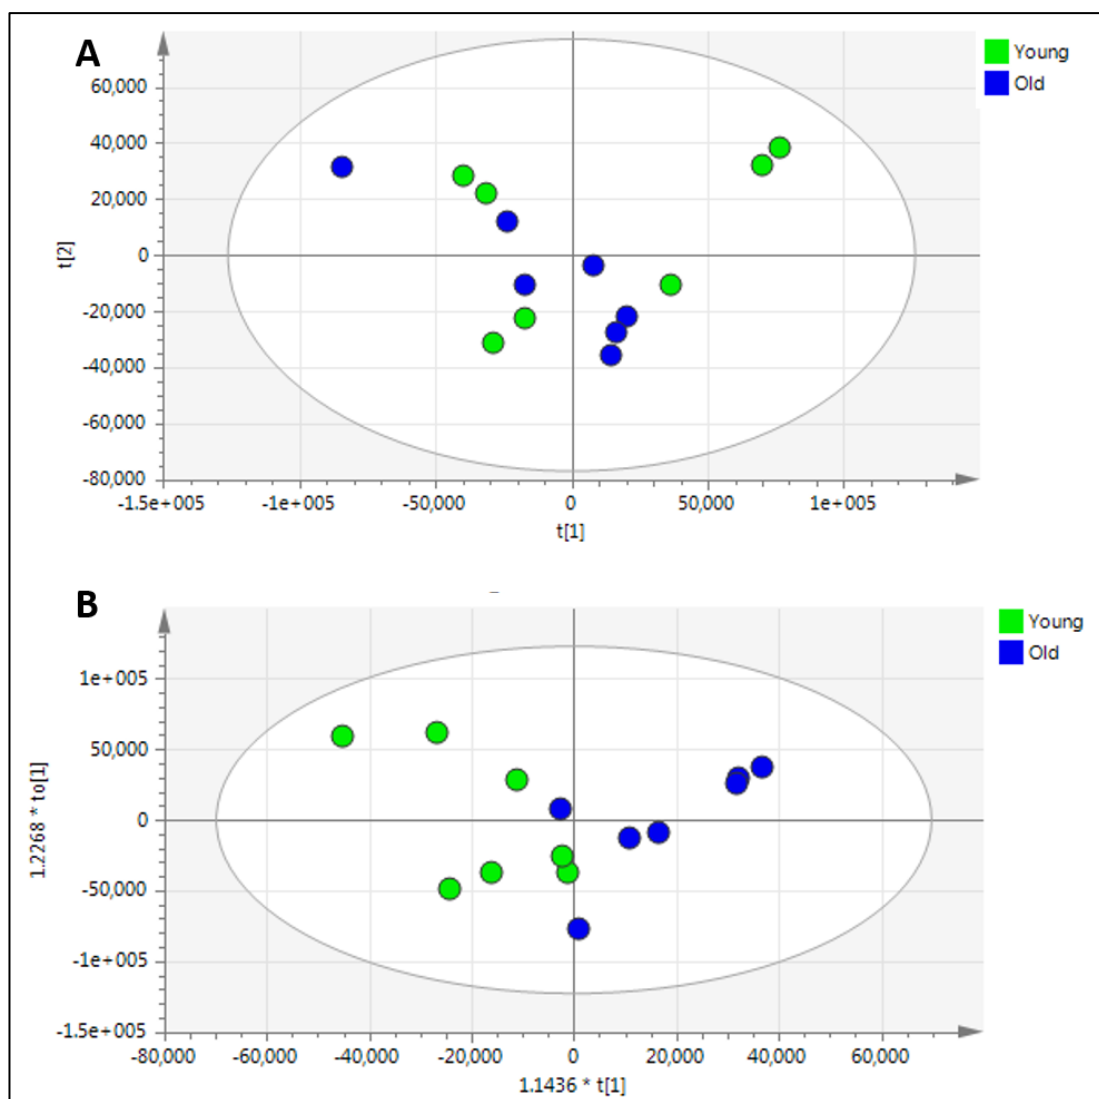 A
Young
Old
60,000
40,000
20,000
0
-20,000
-40,000
-60,000
-80,000
t[2]
-1.5e+005 -1e+005 -50,000 0 50,000 1e+005
t[1]
B
Young
Old
1e+005
50,000
0
-50,000
-1e+005
-1.5e+005
1.2268 * to[1]
-80,000 -60,000 -40,000 -20,000 0 20,000 40,000 60,000
1.1436 * t[1]